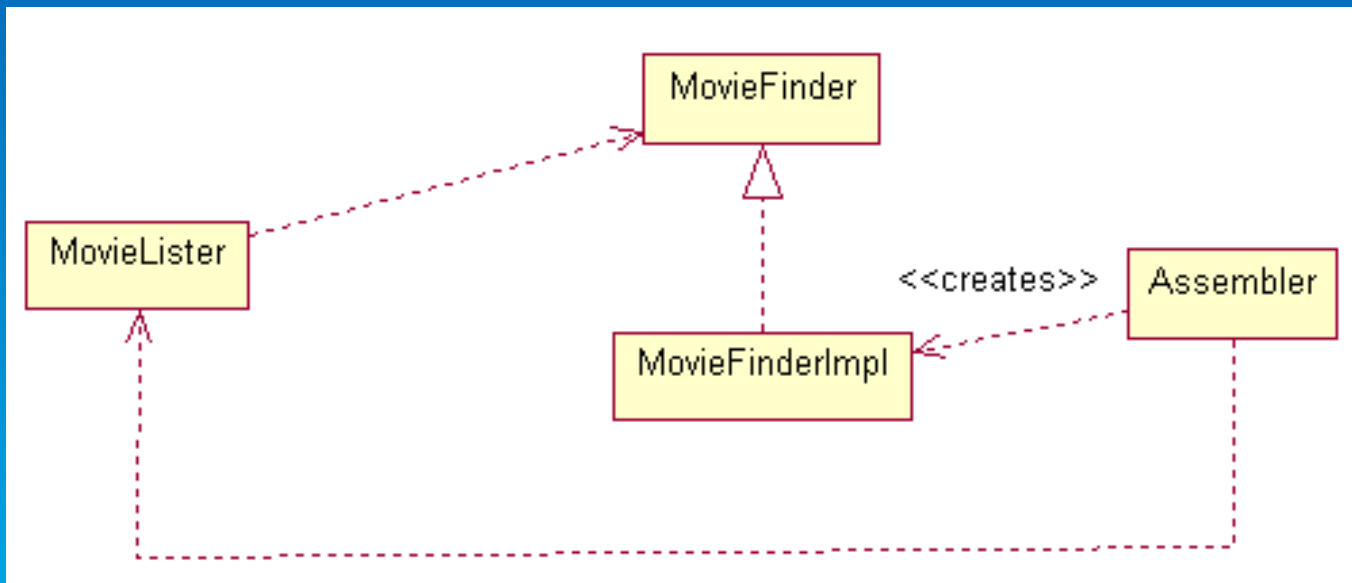 MovieFinder
MovieLister
<<creates>>
Assembler
MovieFinderImpl